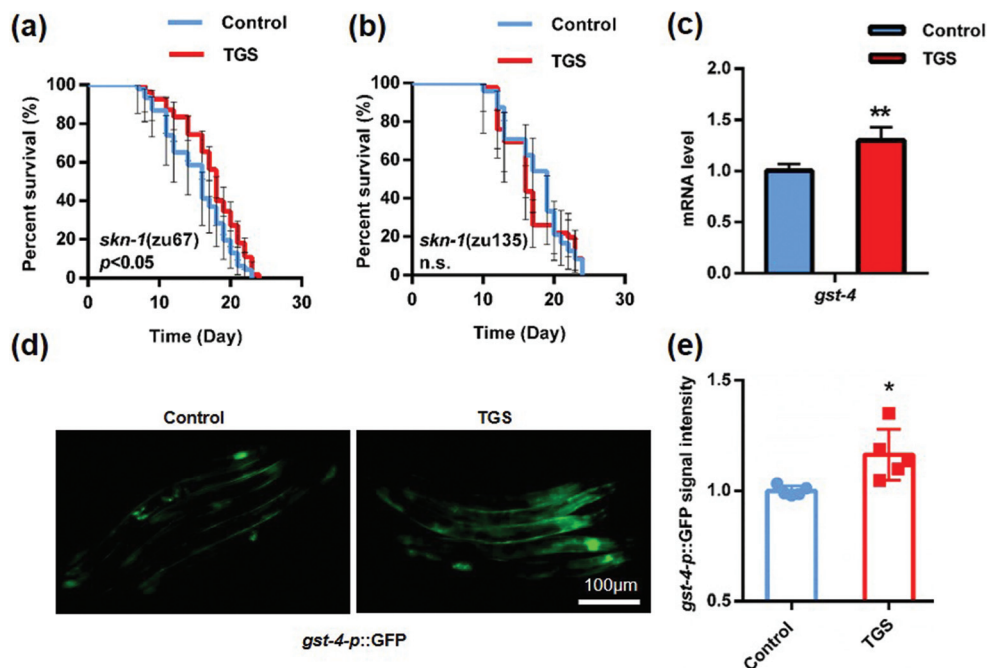 (a)
Control
TGS
Percent survival (%)
100
80
60
40
20
0
skn-1(zu67)
p<0.05
0
10
20
30
Time (Day)
(b)
Control
TGS
Percent survival (%)
100
80
60
40
20
0
skn-1(zu135)
n.s.
0
10
20
30
Time (Day)
(c)
Control
TGS
mRNA level
2.0
1.5
1.0
0.5
0.0
**
gst-4
(d)
Control
TGS
100μm
gst-4-p::GFP
(e)
gst-4-p::GFP signal intensity
1.5
1.0
0.5
*
Control
TGS